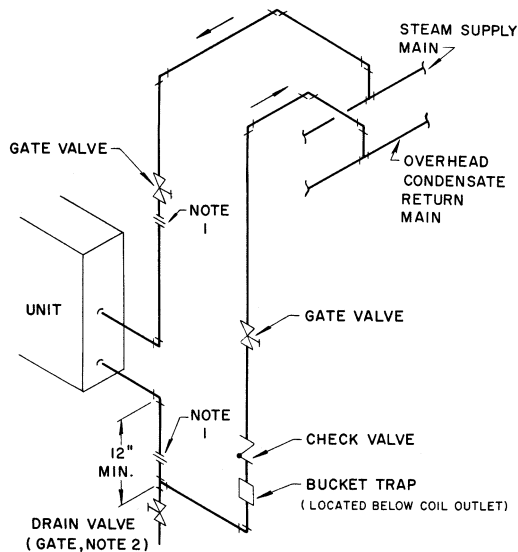 STEAM SUPPLY
MAIN
GATE VALVE
OVERHEAD
CONDENSATE
RETURN
MAIN
NOTE
1
UNIT
GATE VALVE
NOTE
1
12"
MIN.
CHECK VALVE
BUCKET TRAP
(LOCATED BELOW COIL OUTLET)
DRAIN VALVE
(GATE, NOTE 2)